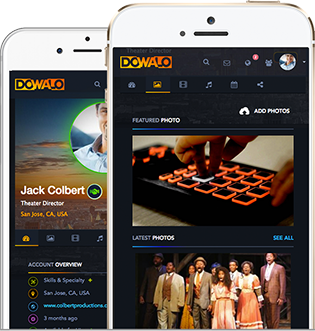 DOWALO
Jack Colbert
Theater Director
San Jose, CA, USA
ACCOUNT OVERVIEW
Skills & Specialty
San Jose, CA, USA
www.colbertproductions.c
3 months ago
Theater Director
DOWALO
2
ADD PHOTOS
FEATURED PHOTO
LATEST PHOTOS
SEE ALL